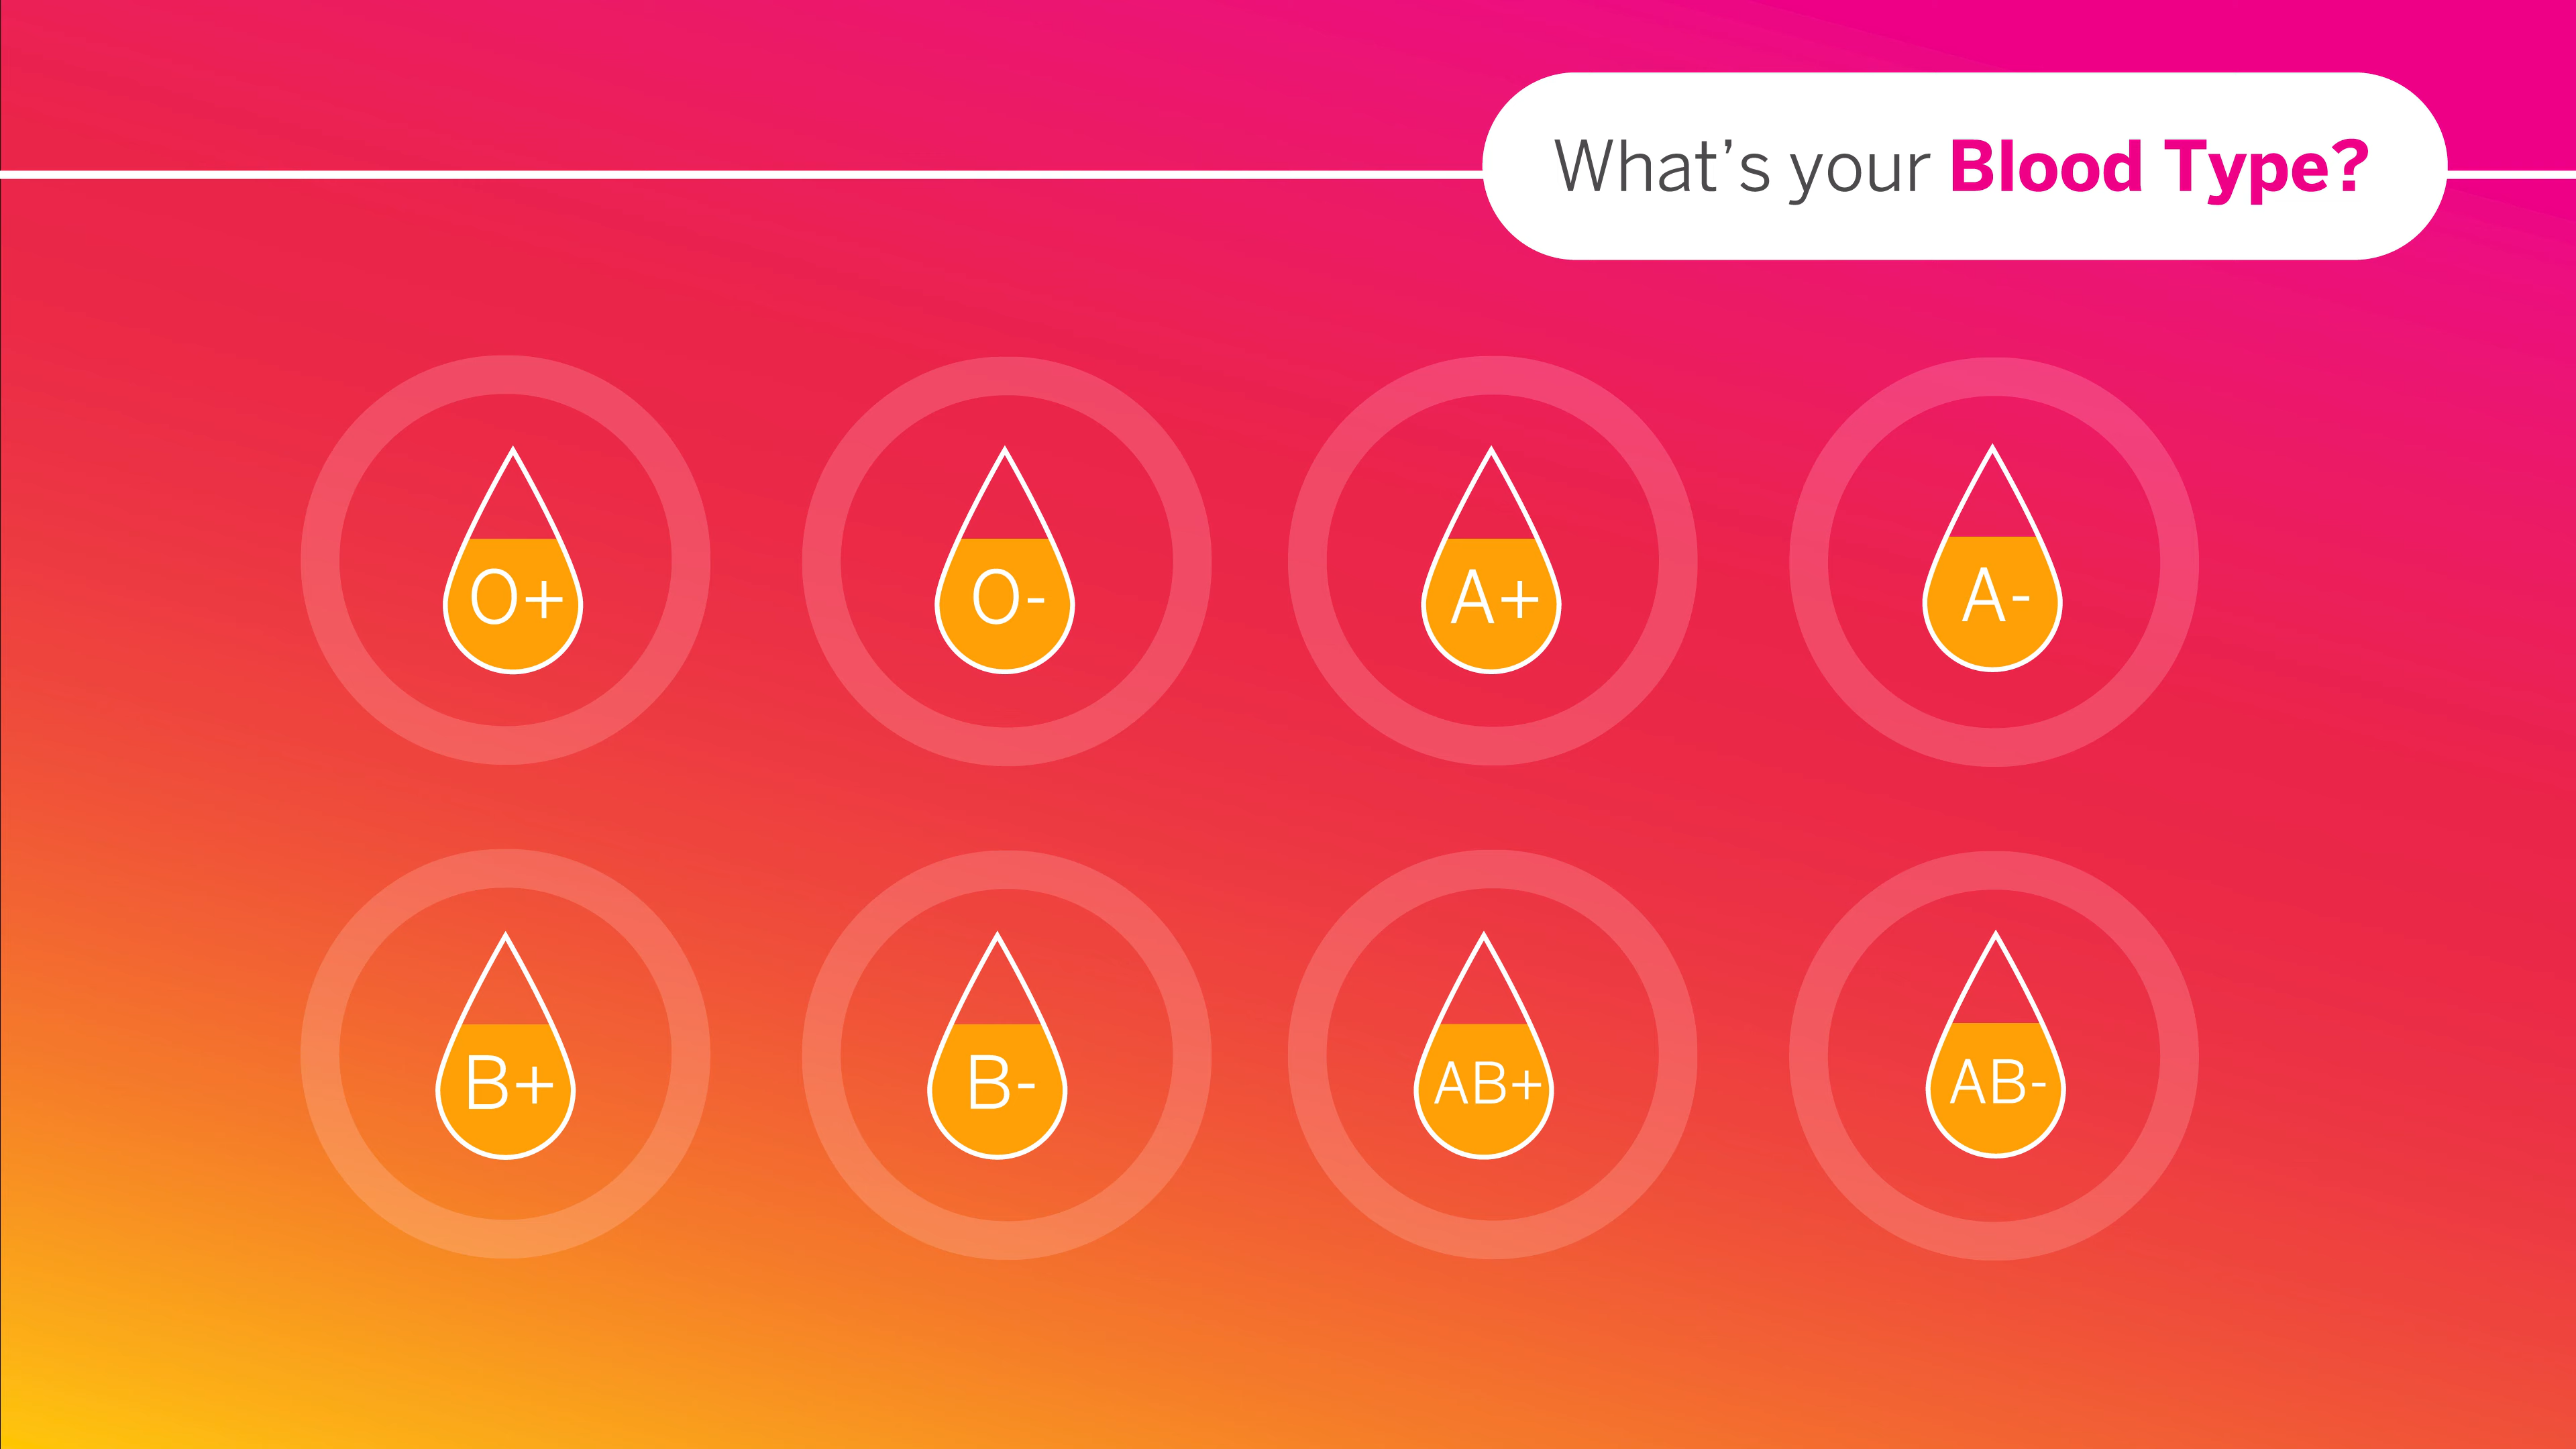 What's your Blood Type?
O+
O-
A+
A-
B+
B-
AB+
AB-